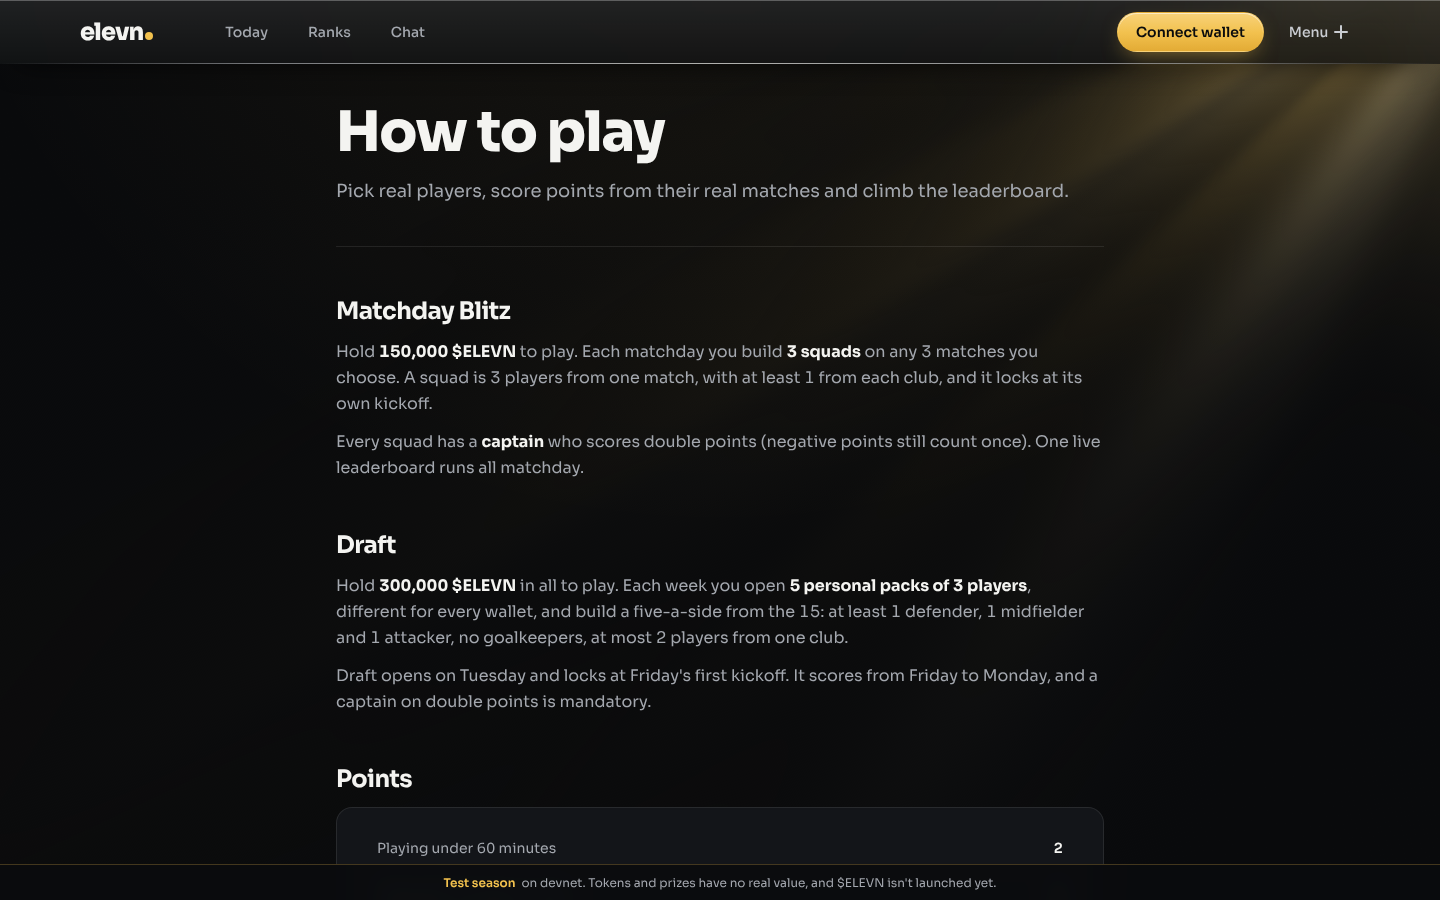 elevn.
Today
Ranks
Chat
Connect wallet
Menu
How to play
Pick real players, score points from their real matches and climb the leaderboard.
Matchday Blitz
Hold 150,000 $ELEVN to play. Each matchday you build 3 squads on any 3 matches you
choose. A squad is 3 players from one match, with at least 1 from each club, and it locks at its
own kickoff.
Every squad has a captain who scores double points (negative points still count once). One live
leaderboard runs all matchday.
Draft
Hold 300,000 $ELEVN in all to play. Each week you open 5 personal packs of 3 players,
different for every wallet, and build a five-a-side from the 15: at least 1 defender, 1 midfielder
and 1 attacker, no goalkeepers, at most 2 players from one club.
Draft opens on Tuesday and locks at Friday's first kickoff. It scores from Friday to Monday, and a
captain on double points is mandatory.
Points
Playing under 60 minutes 2
Test season on devnet. Tokens and prizes have no real value, and $ELEVN isn't launched yet.